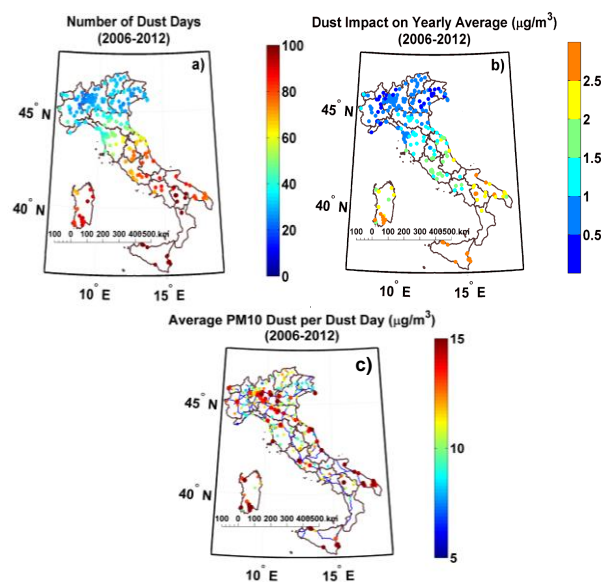 Number of Dust Days
(2006-2012)
a)
45° N
40° N
10° E
15° E
100 0 100 200 300 400500.km
100
80
60
40
20
0
Dust Impact on Yearly Average (µg/m³)
(2006-2012)
b)
45° N
40° N
10° E
15° E
100 0 100 200 300 400500.km
2.5
2
1.5
1
0.5
Average PM10 Dust per Dust Day (µg/m³)
(2006-2012)
c)
45° N
40° N
10° E
15° E
100 0 100 200 300 400500.km
15
10
5